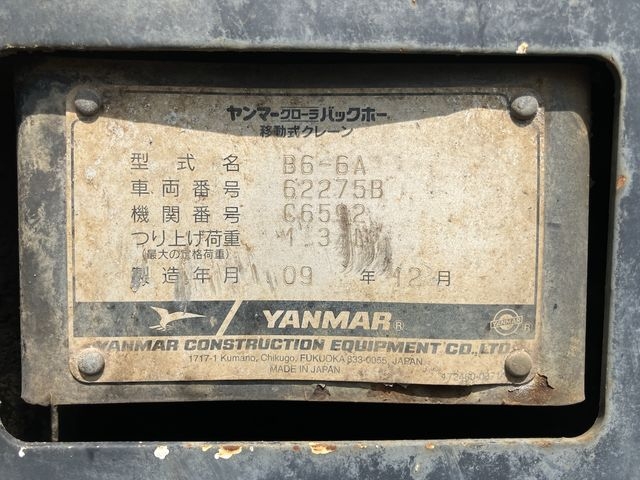 ヤンマークローラバックホー
移動式クレーン
型式名 B6-6A
車両番号 62275B
機関番号 C6592
つり上げ荷重
(最大の定格荷重)
製造年月 09 年 12 月
YANMAR ®
YANMAR ®
YANMAR CONSTRUCTION EQUIPMENT CO.,LTD.
1717-1 Kumano, Chikugo, FUKUOKA 833-0055, JAPAN.
MADE IN JAPAN